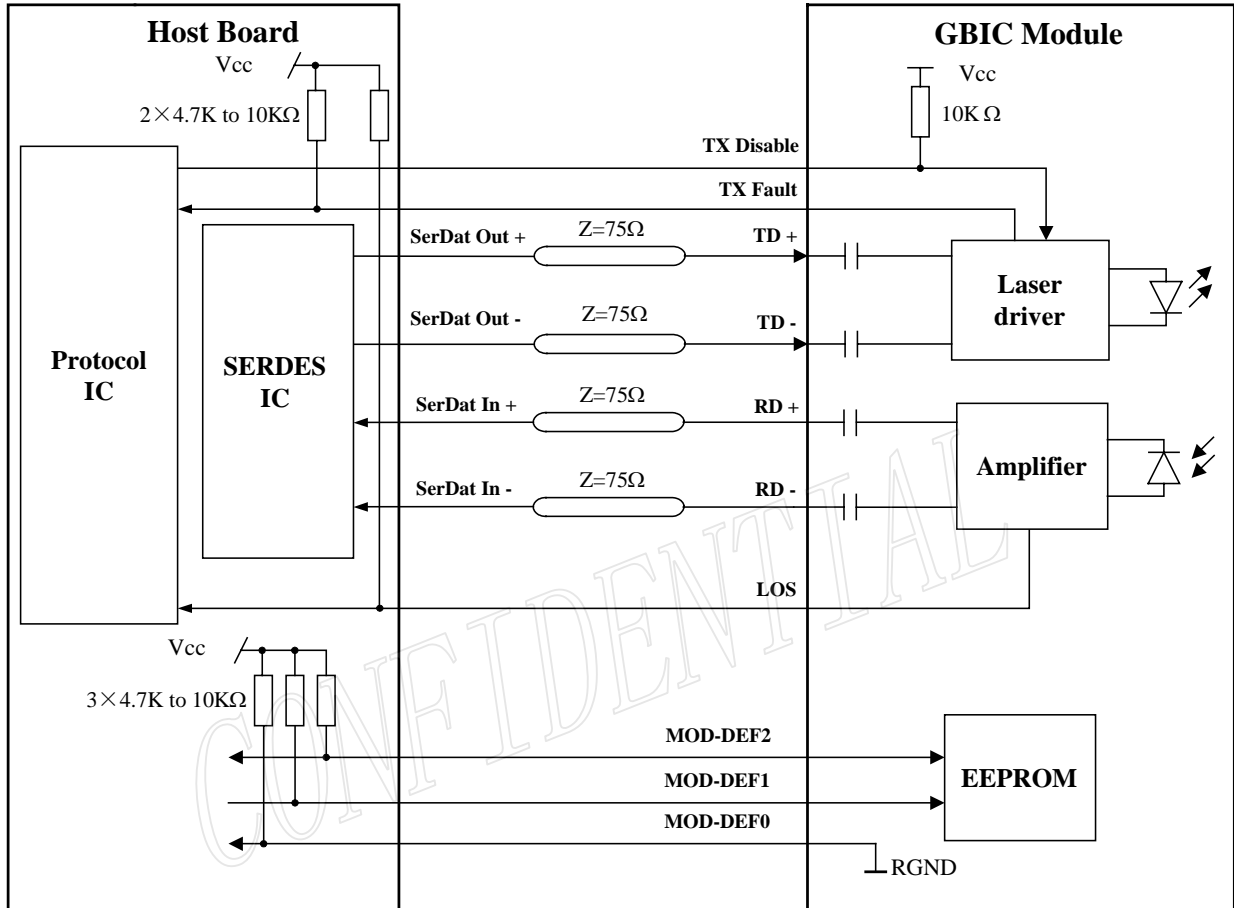 Host Board
GBIC Module
Vcc
Vcc
2×4.7K to 10KΩ
10K Ω
TX Disable
TX Fault
SerDat Out +
Z=75Ω
TD +
SerDat Out -
Z=75Ω
TD -
Laser
driver
Protocol
IC
SERDES
IC
SerDat In +
Z=75Ω
RD +
SerDat In -
Z=75Ω
RD -
Amplifier
LOS
Vcc
3×4.7K to 10KΩ
MOD-DEF2
MOD-DEF1
MOD-DEF0
EEPROM
RGND
CONFIDENTIAL